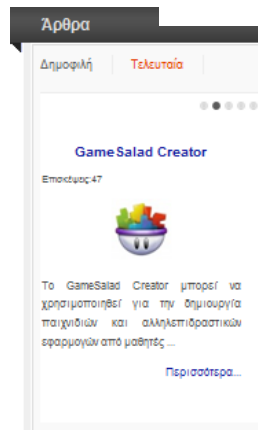 Άρθρα
Δημοφιλή Τελευταία
GameSalad Creator
Επισκέψεις:47
Το GameSalad Creator μπορεί να
χρησιμοποιηθεί για την δημιουργία
παιχνιδιών και αλληλεπιδραστικών
εφαρμογών από μαθητές ...
Περισσότερα...